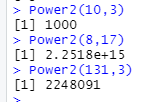 > Power2(10,3)
[1] 1000
> Power2(8,17)
[1] 2.2518e+15
> Power2(131,3)
[1] 2248091
>